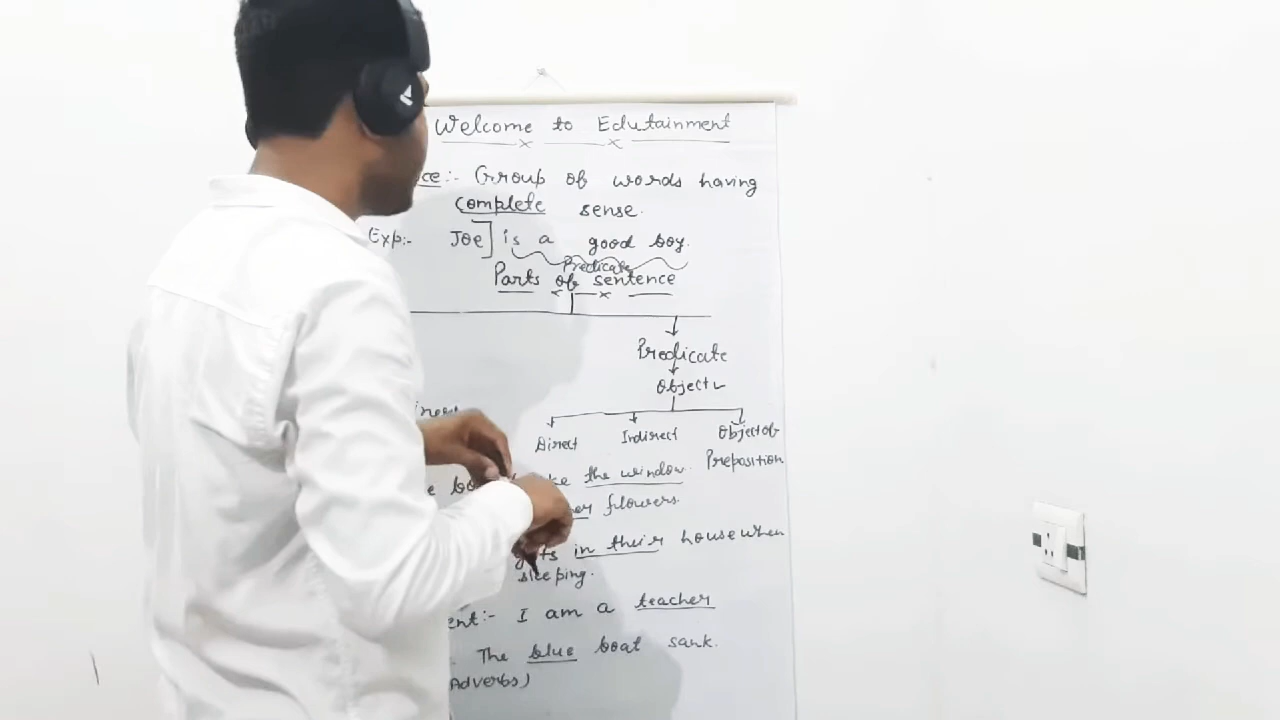 Welcome to Edutainment
ce:- Group of words having
complete sense.
Exp:- Joe] is a good boy.
Predicate
Parts of sentence
Predicate
Object
Direct Indirect Object of
Preposition
the window.
flowers
in their house when
sleeping.
ent:- I am a teacher
The blue boat sank.
Adverbs)